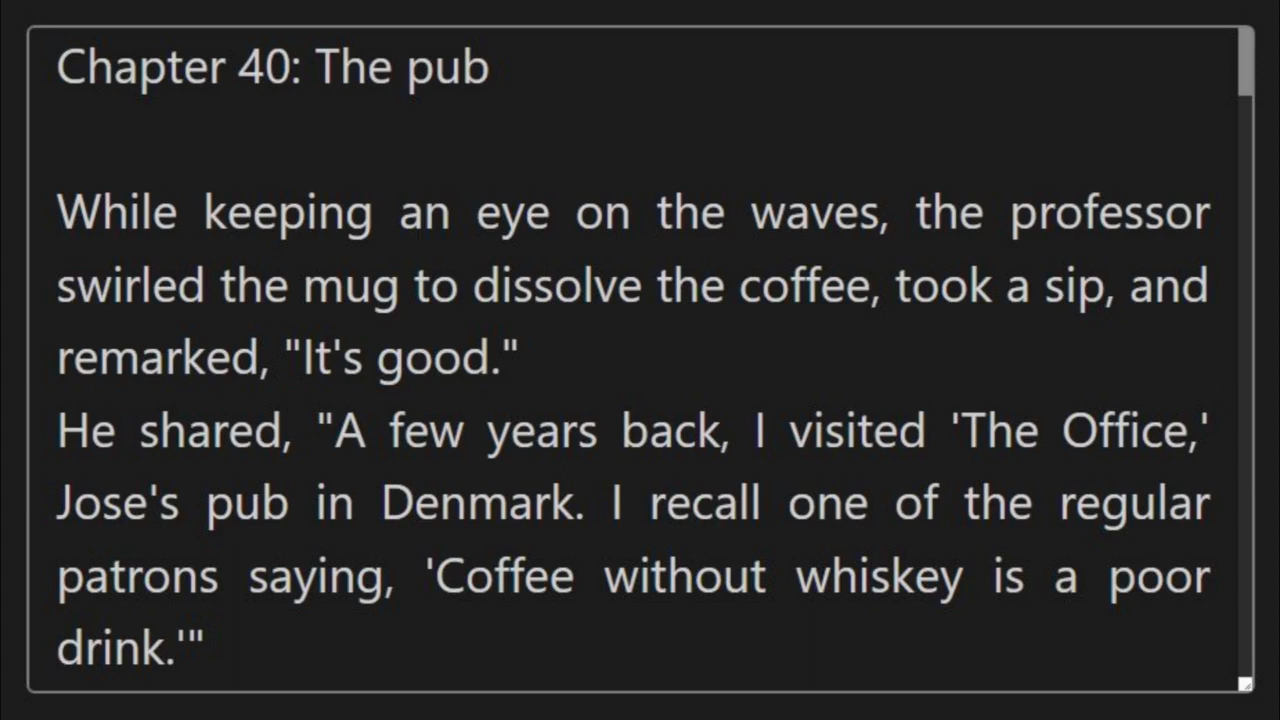 Chapter 40: The pub
While keeping an eye on the waves, the professor
swirled the mug to dissolve the coffee, took a sip, and
remarked, "It's good."
He shared, "A few years back, I visited 'The Office,'
Jose's pub in Denmark. I recall one of the regular
patrons saying, 'Coffee without whiskey is a poor
drink.'"